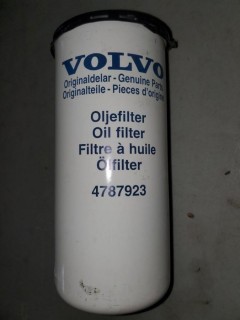 VOLVO
Originaldelar - Genuine Parts
Originalteile - Pieces d'origine
Oljefilter
Oil filter
Filtre à huile
Ölfilter
4787923